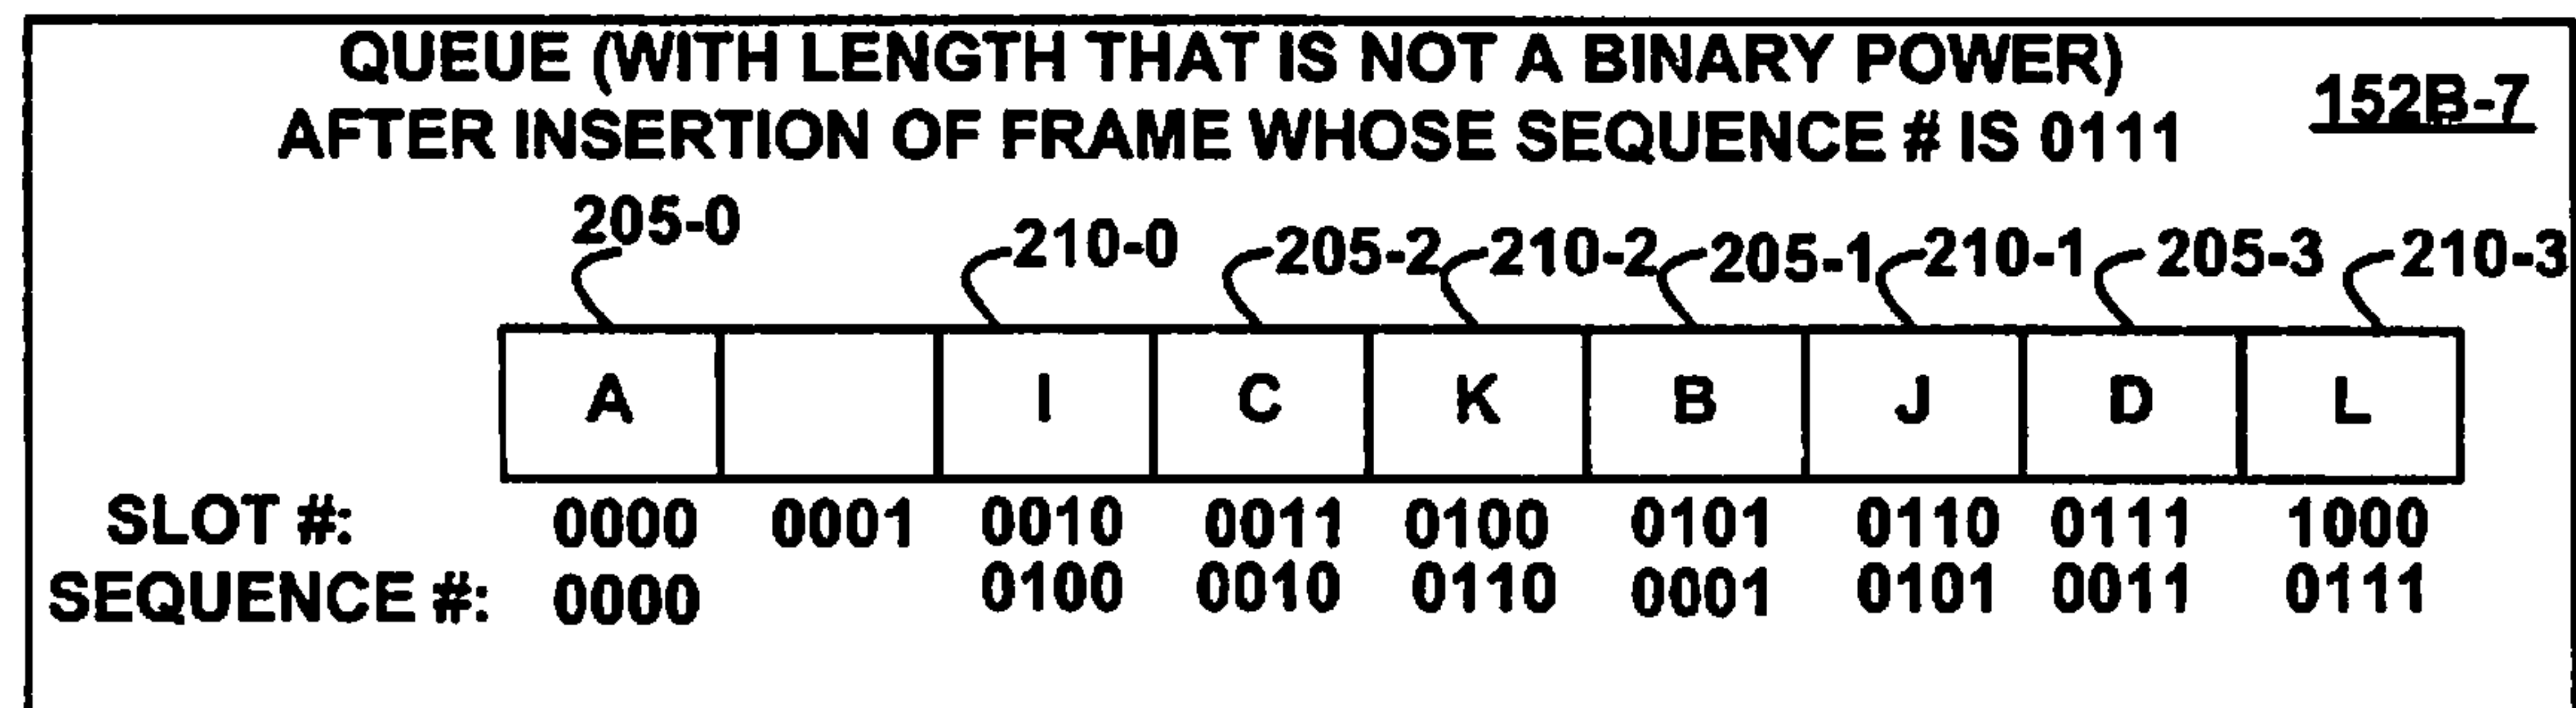 QUEUE (WITH LENGTH THAT IS NOT A BINARY POWER)
AFTER INSERTION OF FRAME WHOSE SEQUENCE # IS 0111
152B-7
205-0 210-0 205-2 210-2 205-1 210-1 205-3 210-3
A I C K B J D L
SLOT #: 0000 0001 0010 0011 0100 0101 0110 0111 1000
SEQUENCE #: 0000 0100 0010 0110 0001 0101 0011 0111